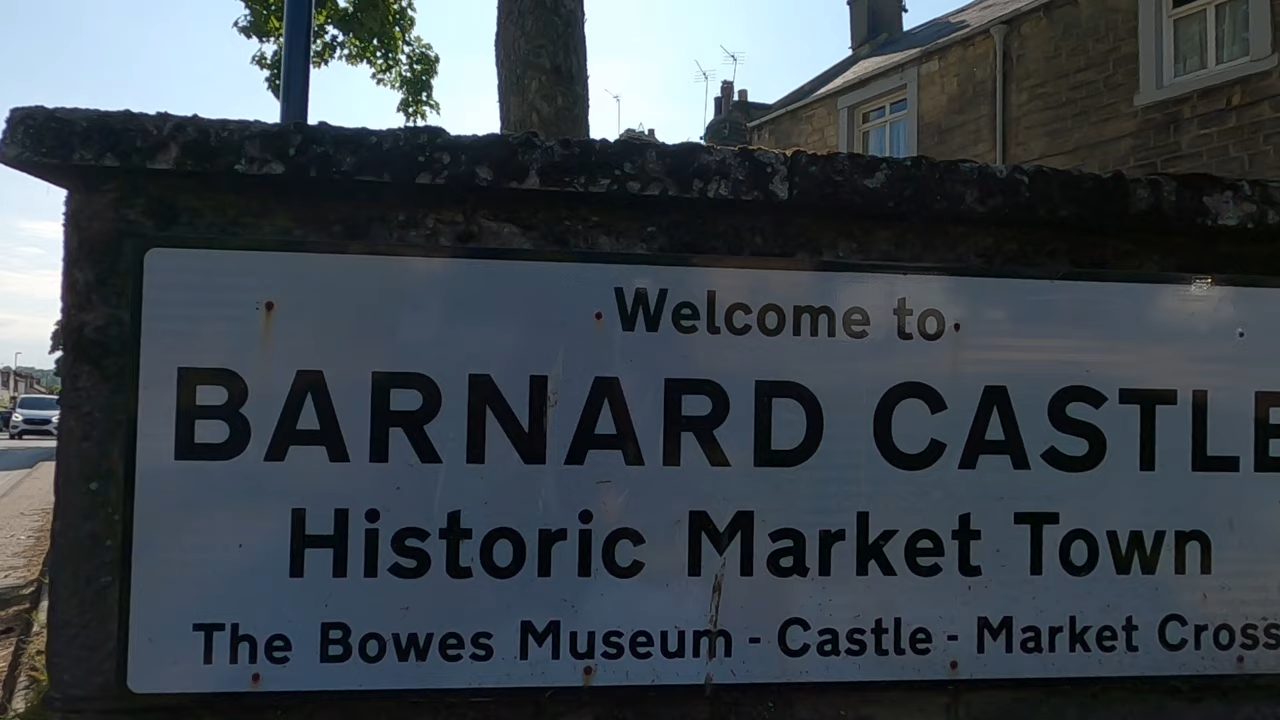 Welcome to
BARNARD CASTLE
Historic Market Town
The Bowes Museum - Castle - Market Cross